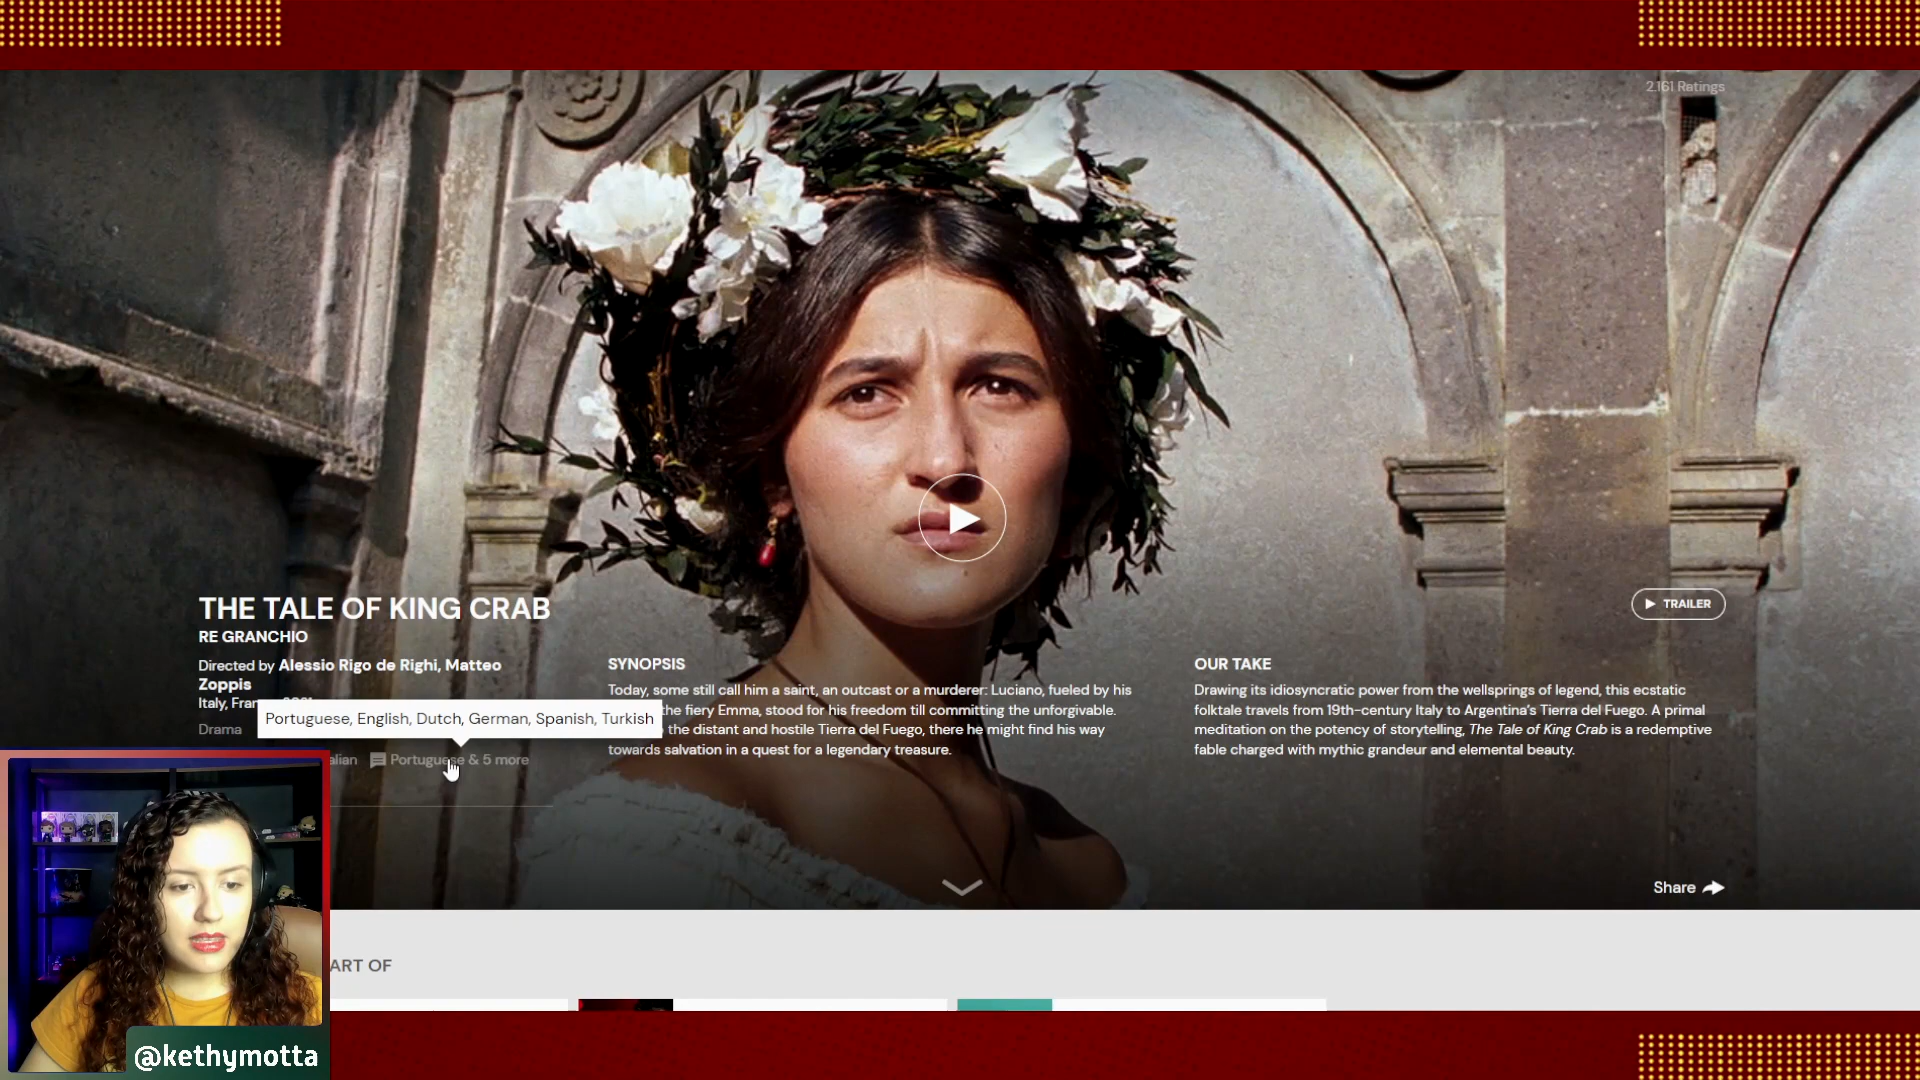 2.161 Ratings
THE TALE OF KING CRAB
RE GRANCHIO
Directed by Alessio Rigo de Righi, Matteo
Zoppis
Italy,
Drama
Portuguese, English, Dutch, German, Spanish, Turkish
Portuguese & 5 more
SYNOPSIS
Today, some still call him a saint, an outcast or a murderer: Luciano, fueled by his
the fiery Emma, stood for his freedom till committing the unforgivable.
the distant and hostile Tierra del Fuego, there he might find his way
towards salvation in a quest for a legendary treasure.
TRAILER
OUR TAKE
Drawing its idiosyncratic power from the wellsprings of legend, this ecstatic
folktale travels from 19th-century Italy to Argentina's Tierra del Fuego. A primal
meditation on the potency of storytelling, The Tale of King Crab is a redemptive
fable charged with mythic grandeur and elemental beauty.
Share
ART OF
@kethymotta